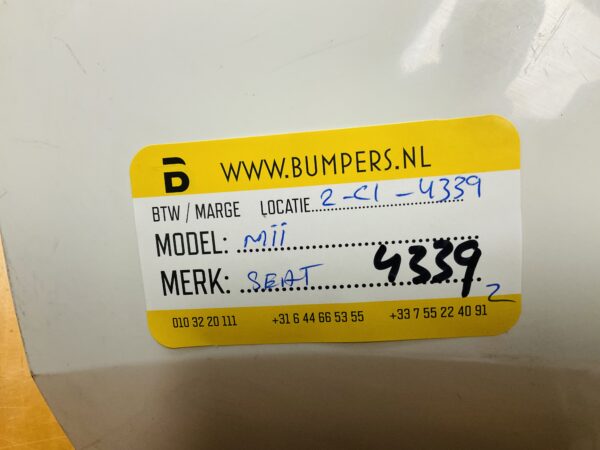 B WWW.BUMPERS.NL
BTW / MARGE LOCATIE 2-C1-4339
MODEL: Mii
MERK: SEAT 4339 2
010 32 20 111 +31 6 44 66 53 55 +33 7 55 22 40 91